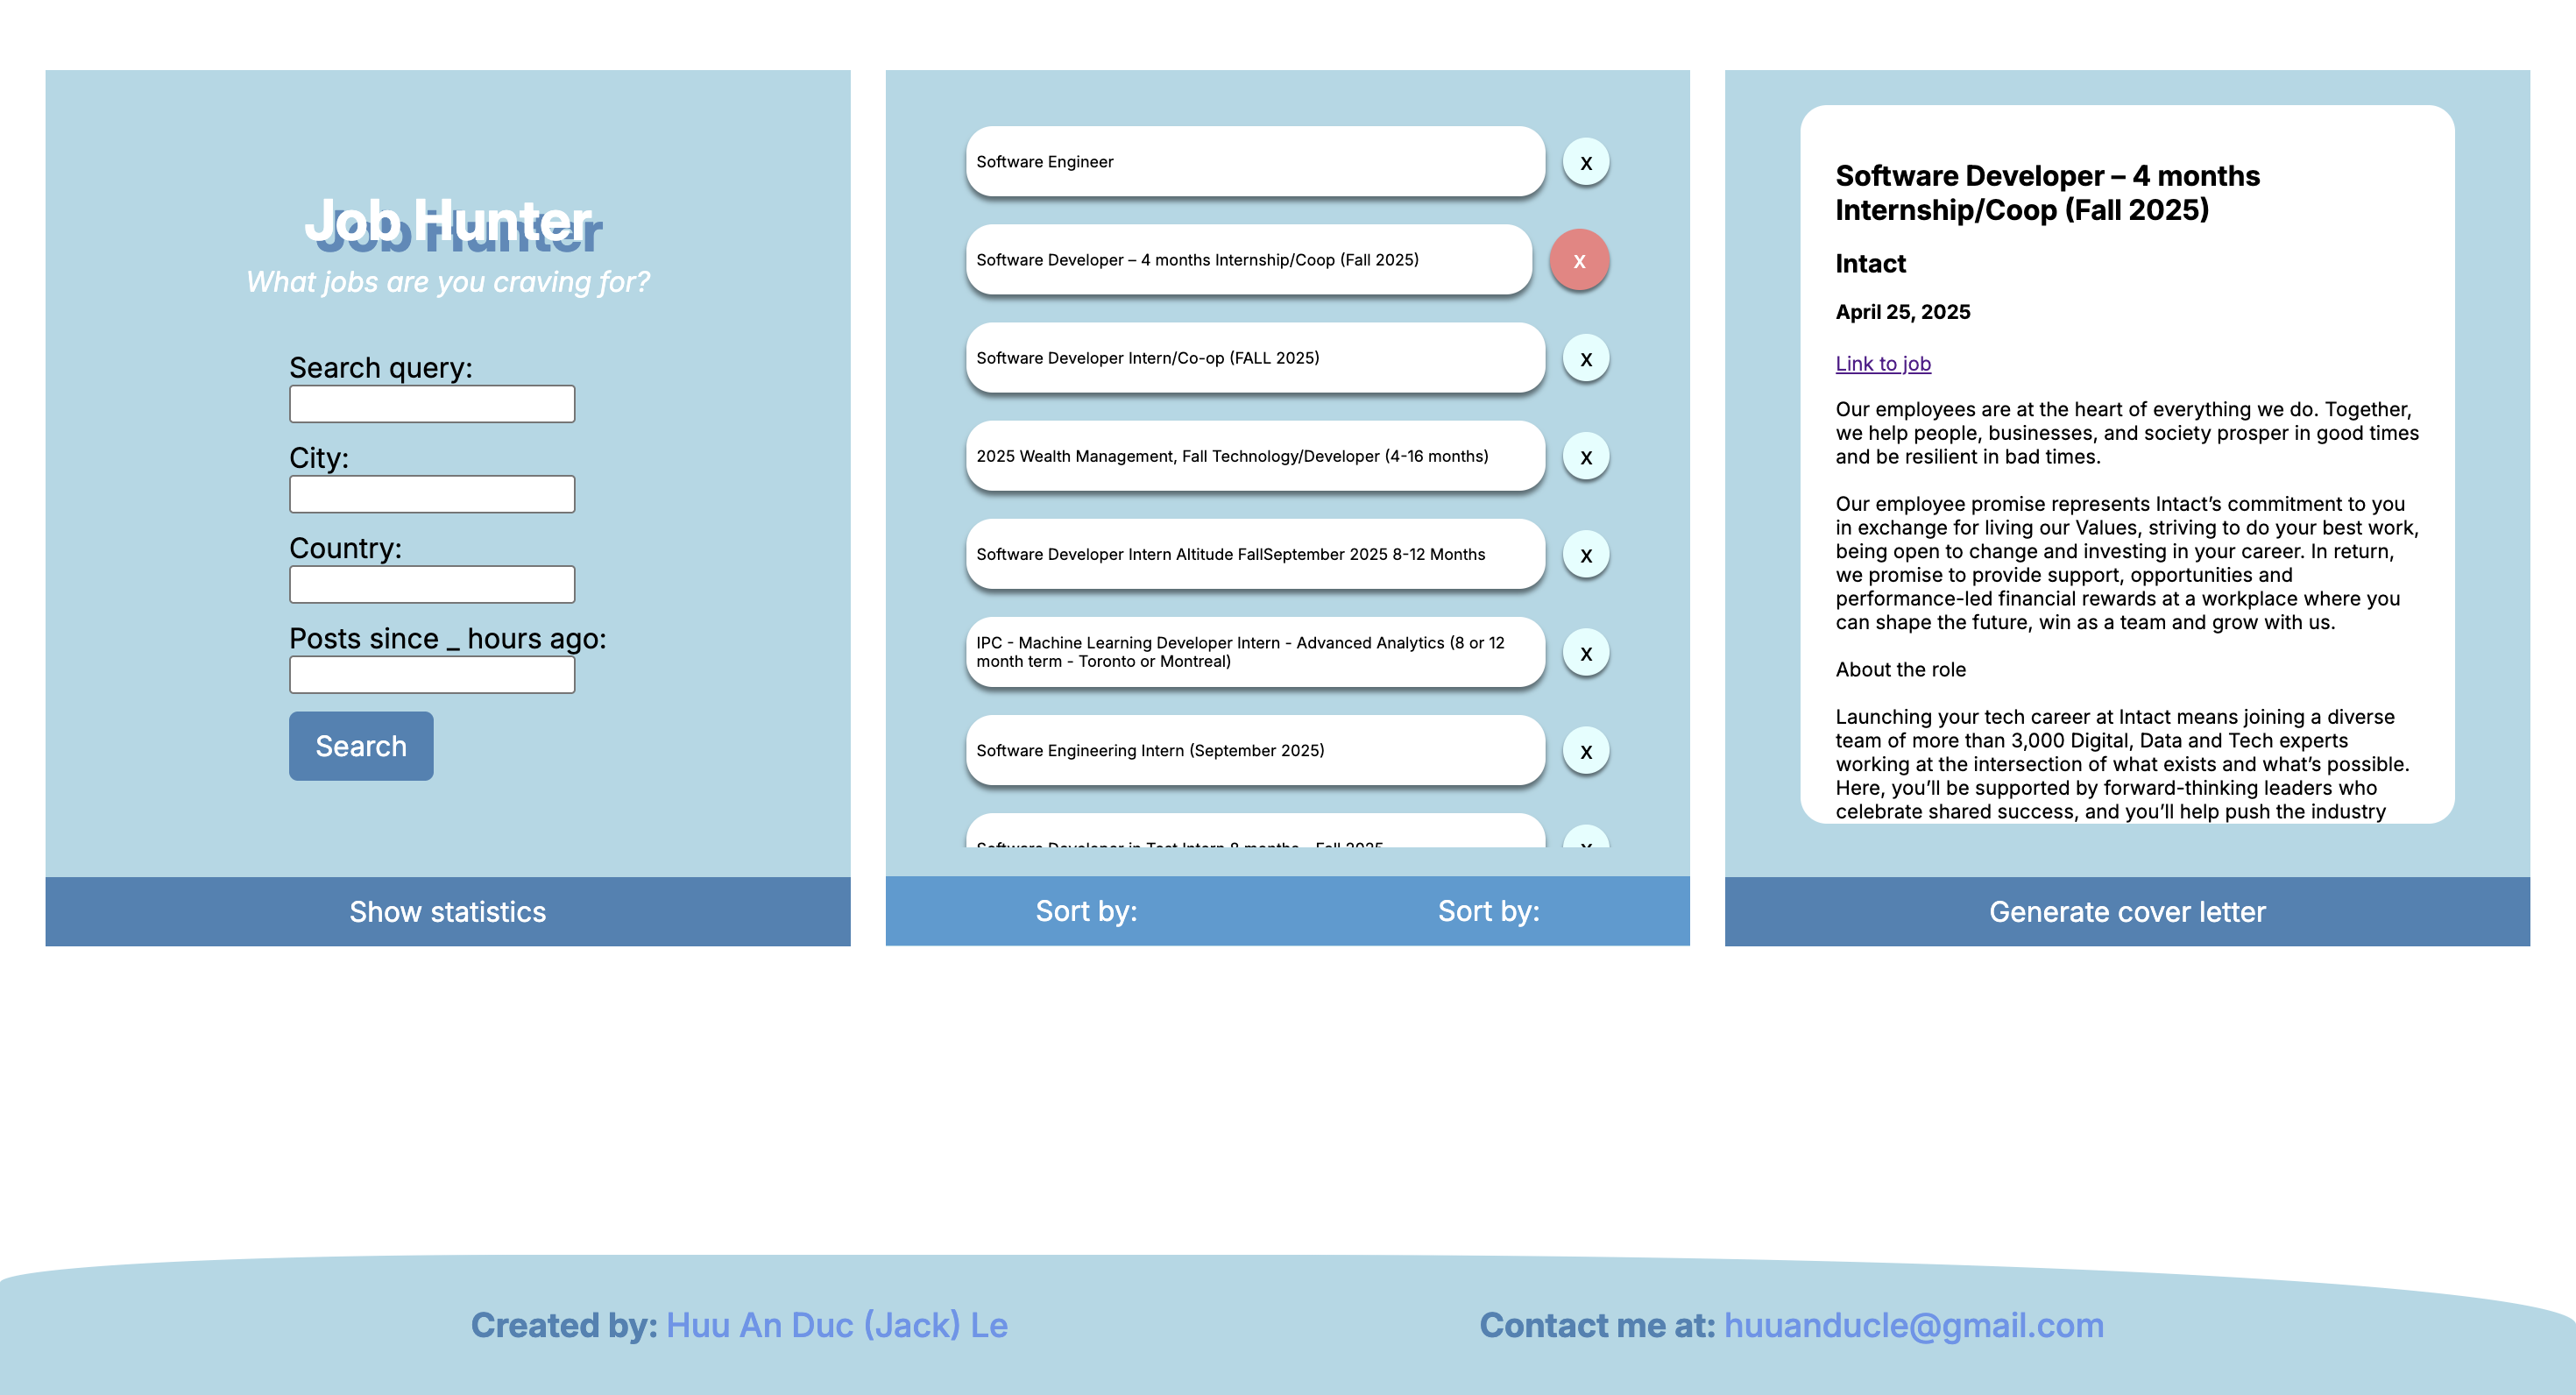 Job Hunter
What jobs are you craving for?
Search query:
City:
Country:
Posts since _ hours ago:
Search
Show statistics
Software Engineer
x
Software Developer – 4 months Internship/Coop (Fall 2025)
x
Software Developer Intern/Co-op (FALL 2025)
x
2025 Wealth Management, Fall Technology/Developer (4-16 months)
x
Software Developer Intern Altitude FallSeptember 2025 8-12 Months
x
IPC - Machine Learning Developer Intern - Advanced Analytics (8 or 12
month term - Toronto or Montreal)
x
Software Engineering Intern (September 2025)
x
Software Developer in Test Intern 8 months - Fall 2025
x
Sort by:
Sort by:
Software Developer – 4 months
Internship/Coop (Fall 2025)
Intact
April 25, 2025
Link to job
Our employees are at the heart of everything we do. Together,
we help people, businesses, and society prosper in good times
and be resilient in bad times.
Our employee promise represents Intact’s commitment to you
in exchange for living our Values, striving to do your best work,
being open to change and investing in your career. In return,
we promise to provide support, opportunities and
performance-led financial rewards at a workplace where you
can shape the future, win as a team and grow with us.
About the role
Launching your tech career at Intact means joining a diverse
team of more than 3,000 Digital, Data and Tech experts
working at the intersection of what exists and what’s possible.
Here, you’ll be supported by forward-thinking leaders who
celebrate shared success, and you’ll help push the industry
Generate cover letter
Created by: Huu An Duc (Jack) Le
Contact me at: huuanducle@gmail.com